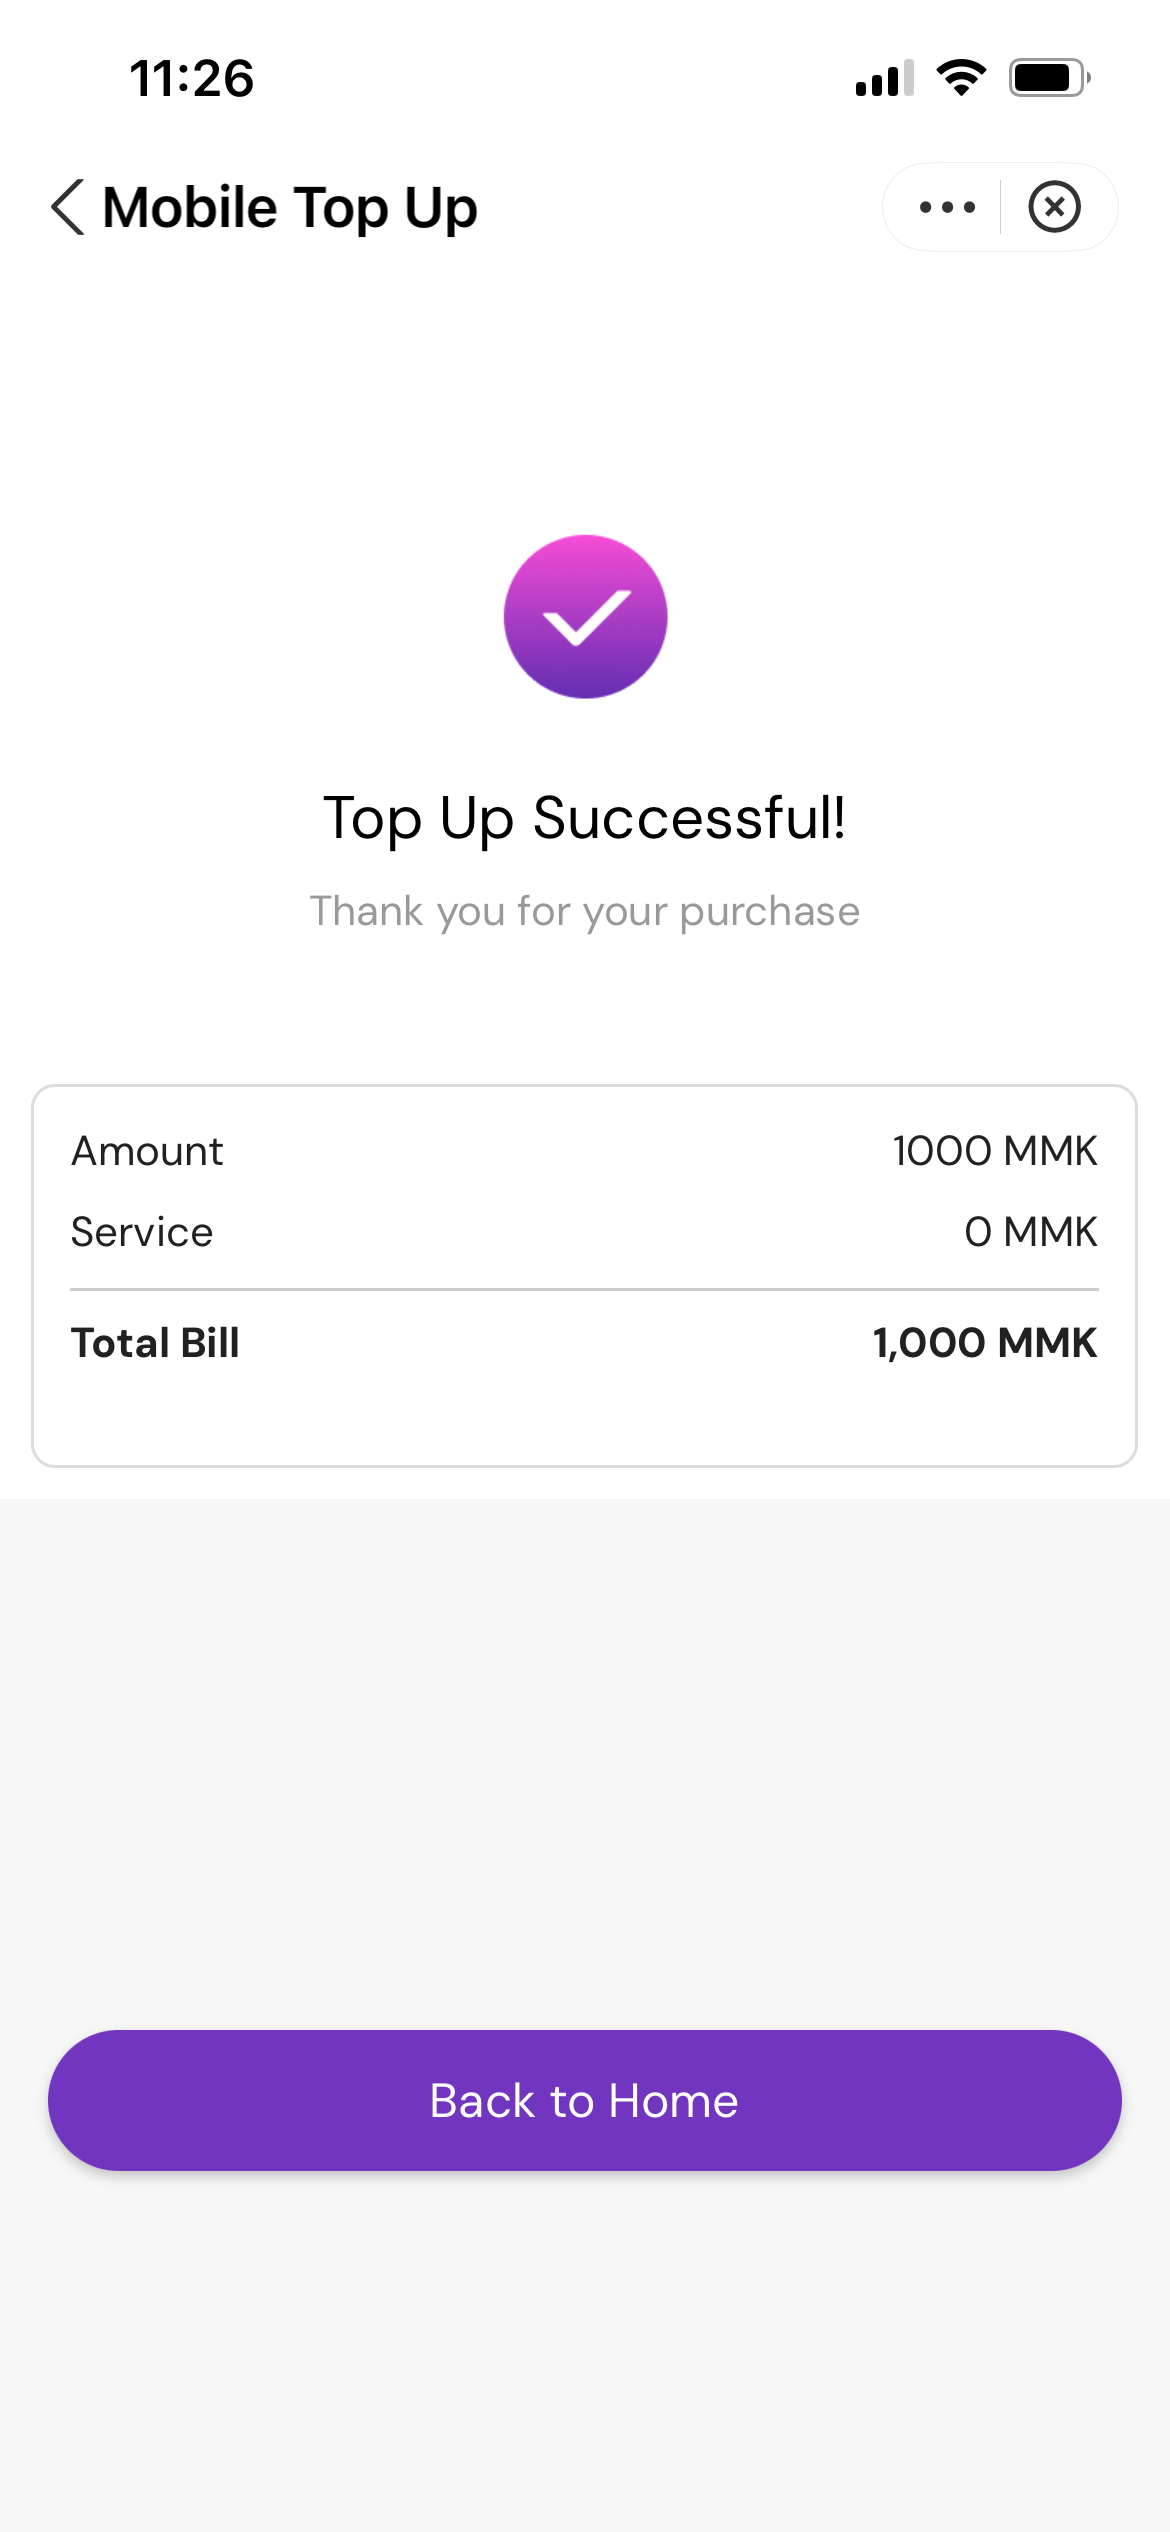 11:26
Mobile Top Up
Top Up Successful!
Thank you for your purchase
Amount 1000 MMK
Service 0 MMK
Total Bill 1,000 MMK
Back to Home